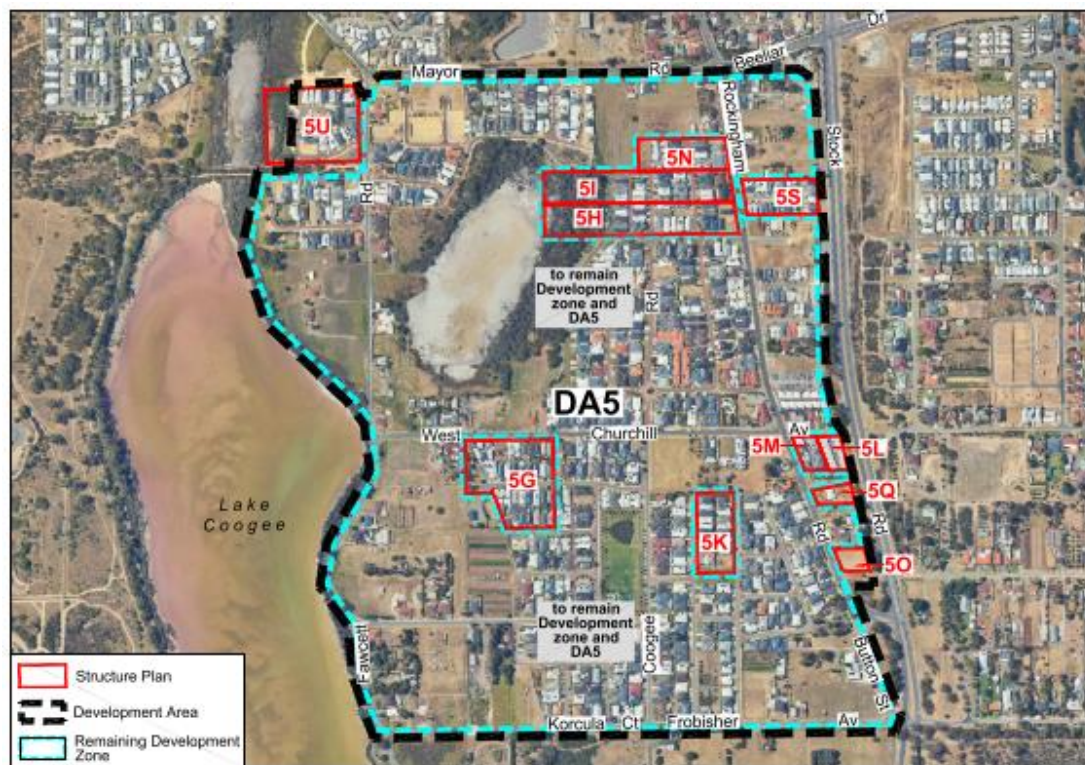 Dr
Mayor Rd Beeliar
Rockingham
Stock
5U
Rd
5N
5I
5S
5H
to remain
Development
zone and
DA5
Rd
DA5
West Churchill Av
5M
5L
5G
Lake
Coogee
5Q
5K
Rd
Rd
5O
to remain
Development
zone and
DA5
Fawcett
Coogee
Button St
Korcula Ct Frobisher Av
Structure Plan
Development Area
Remaining Development
Zone